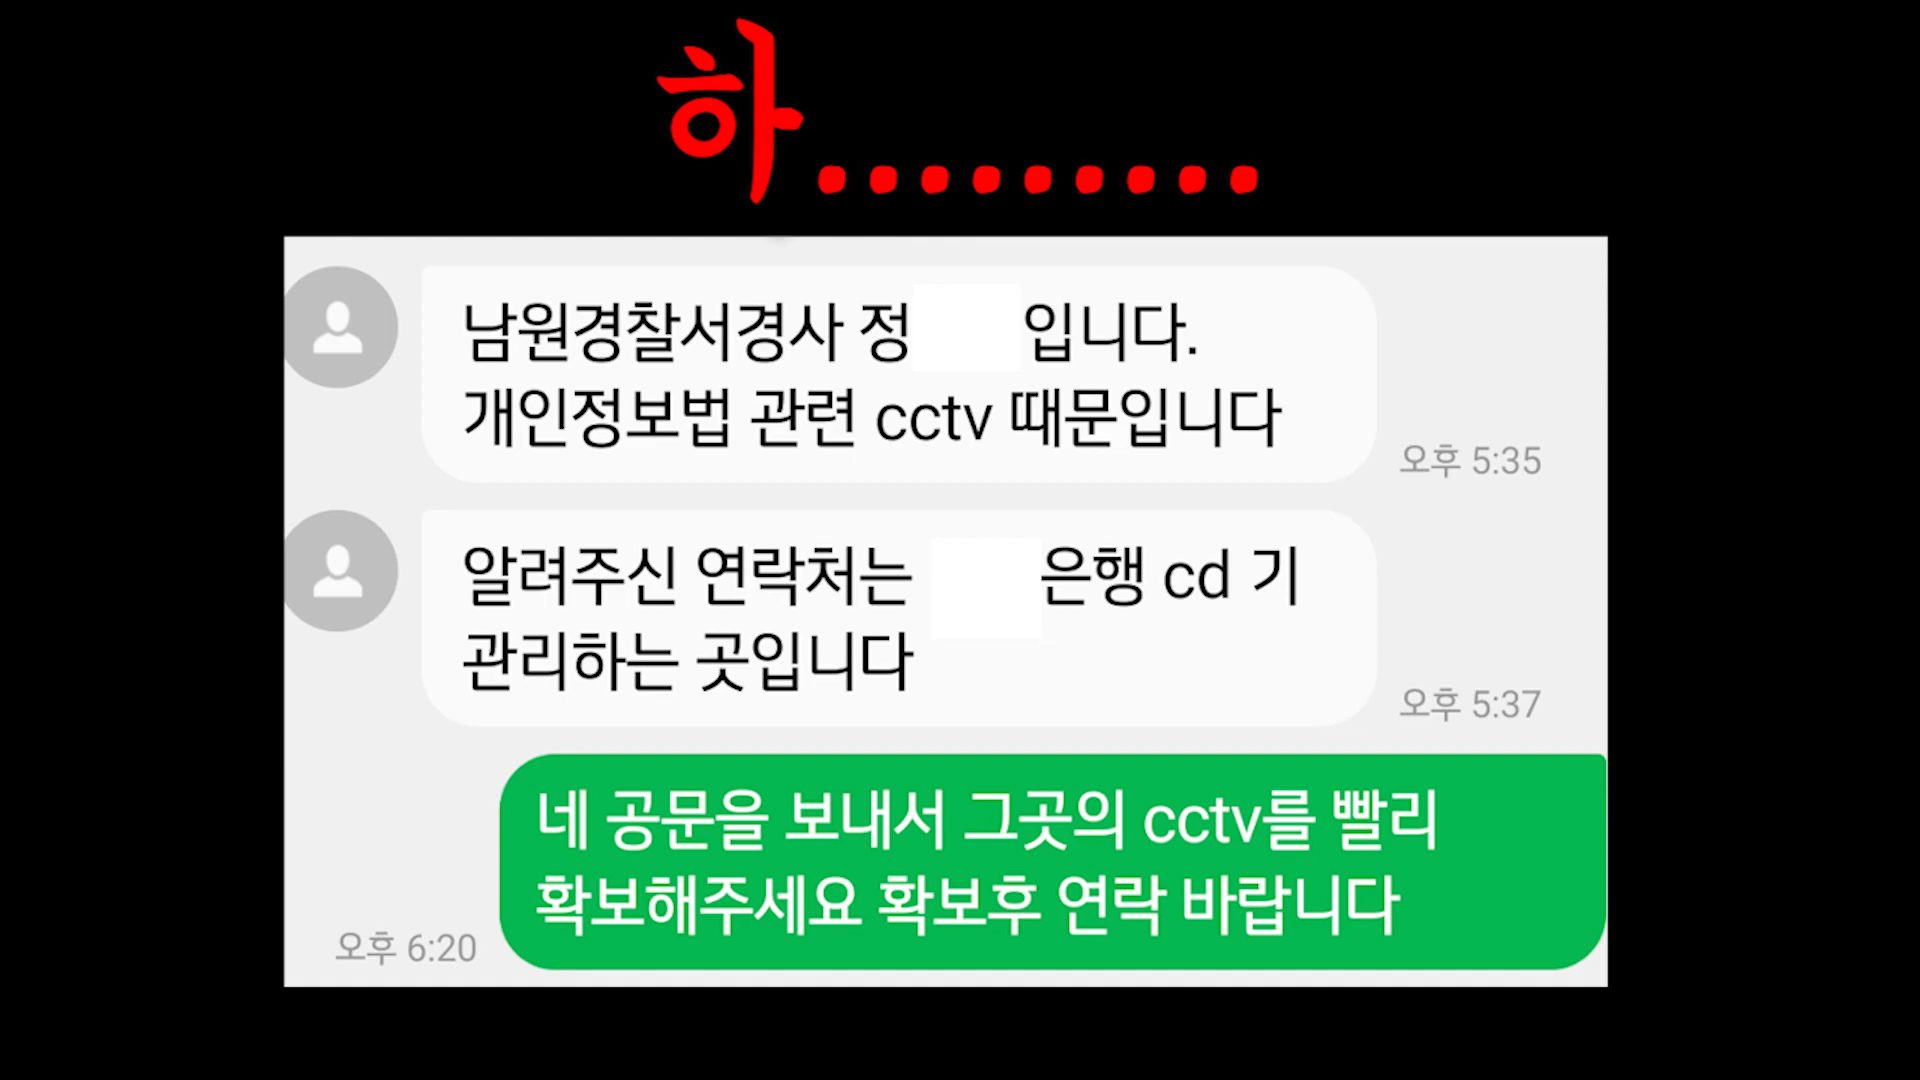 하.........
남원경찰서경사 정 입니다.
개인정보법 관련 cctv 때문입니다
오후 5:35
알려주신 연락처는 은행 cd 기
관리하는 곳입니다
오후 5:37
네 공문을 보내서 그곳의 cctv를 빨리
확보해주세요 확보후 연락 바랍니다
오후 6:20